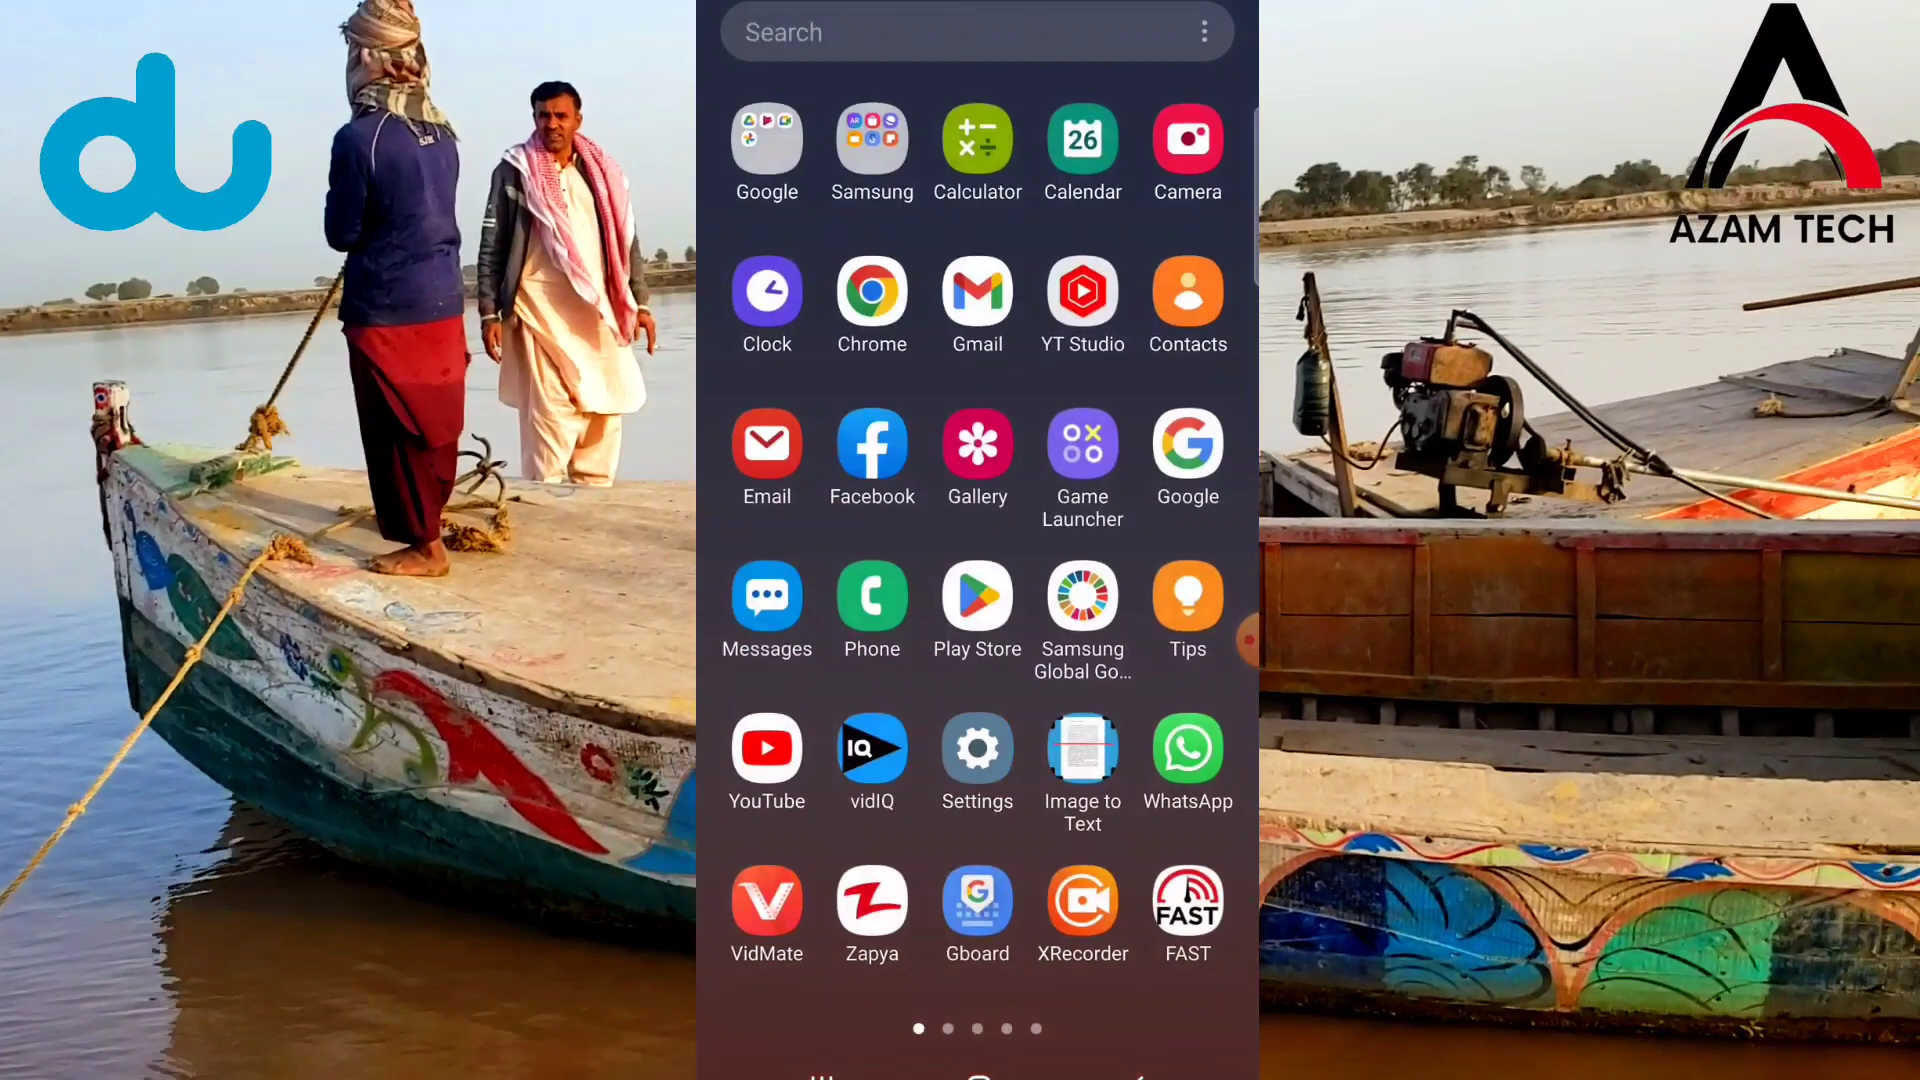 du
AZAM TECH
Search
Google
Samsung
Calculator
26
Calendar
Camera
Clock
Chrome
Gmail
YT Studio
Contacts
Email
Facebook
Gallery
Game
Launcher
Google
Messages
Phone
Play Store
Samsung
Global Go...
Tips
YouTube
IQ
vidIQ
Settings
Image to
Text
WhatsApp
VidMate
Zapya
Gboard
XRecorder
FAST
FAST